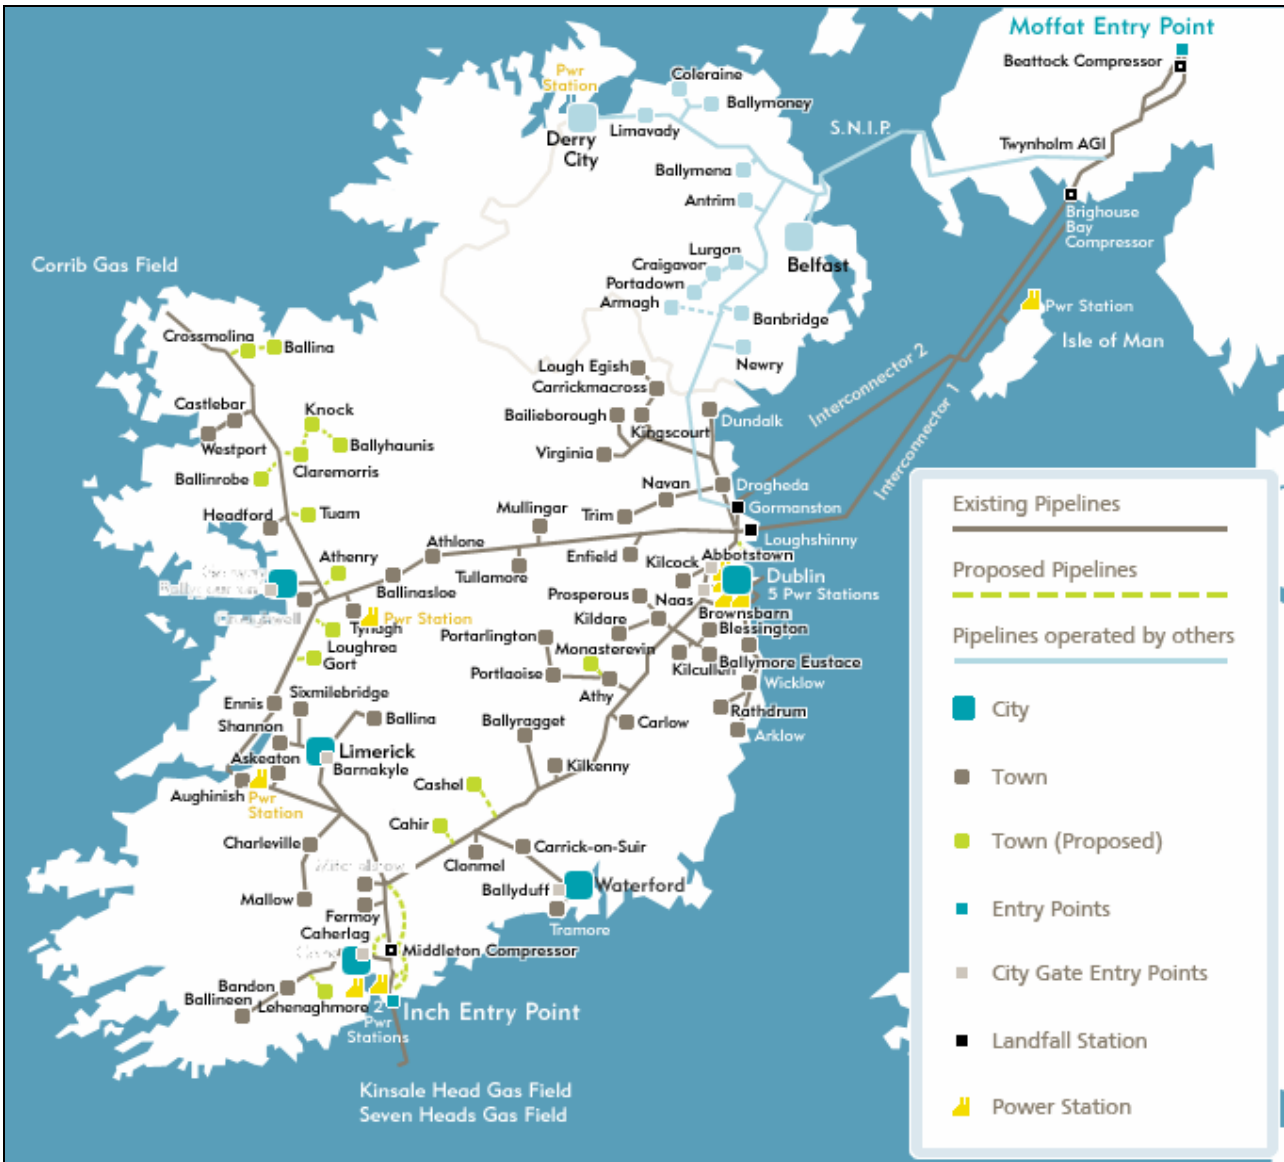 Moffat Entry Point
Beattock Compressor
Pwr
Station
Coleraine
Ballymoney
Limavady
Derry
City
S.N.I.P.
Twynholm AGI
Ballymena
Antrim
Brighouse
Bay
Compressor
Lurgan
Craigavon
Belfast
Portadown
Armagh
Corrib Gas Field
Banbridge
Pwr Station
Isle of Man
Newry
Crossmolina
Ballina
Lough Egish
Carrickmacross
Interconnector 2
Interconnector 1
Castlebar
Knock
Bailieborough
Kingscourt
Dundalk
Westport
Ballyhaunis
Virginia
Claremorris
Ballinrobe
Navan
Drogheda
Headford
Tuam
Mullingar
Trim
Gormanston
Loughshinny
Athlone
Enfield
Abbotstown
Athenry
Tullamore
Kilcock
Dublin
5 Pwr Stations
Ballinasloe
Prosperous
Naas
Brownsbarn
Tynagh
Pwr Station
Kildare
Blessington
Portarlington
Loughrea
Monasterevin
Gort
Kilcullen
Ballymore Eustace
Portlaoise
Athy
Wicklow
Sixmilebridge
Ennis
Rathdrum
Shannon
Ballina
Ballyragget
Carlow
Arklow
Limerick
Askeaton
Barnakyle
Kilkenny
Aughinish
Pwr
Station
Cashel
Cahir
Charleville
Clonmel
Carrick-on-Suir
Mallow
Ballyduff
Waterford
Fermoy
Tramore
Caherlag
Middleton Compressor
Bandon
Ballineen
Lehenaghmore
2
Pwr
Stations
Inch Entry Point
Kinsale Head Gas Field
Seven Heads Gas Field
Existing Pipelines
Proposed Pipelines
Pipelines operated by others
City
Town
Town (Proposed)
Entry Points
City Gate Entry Points
Landfall Station
Power Station